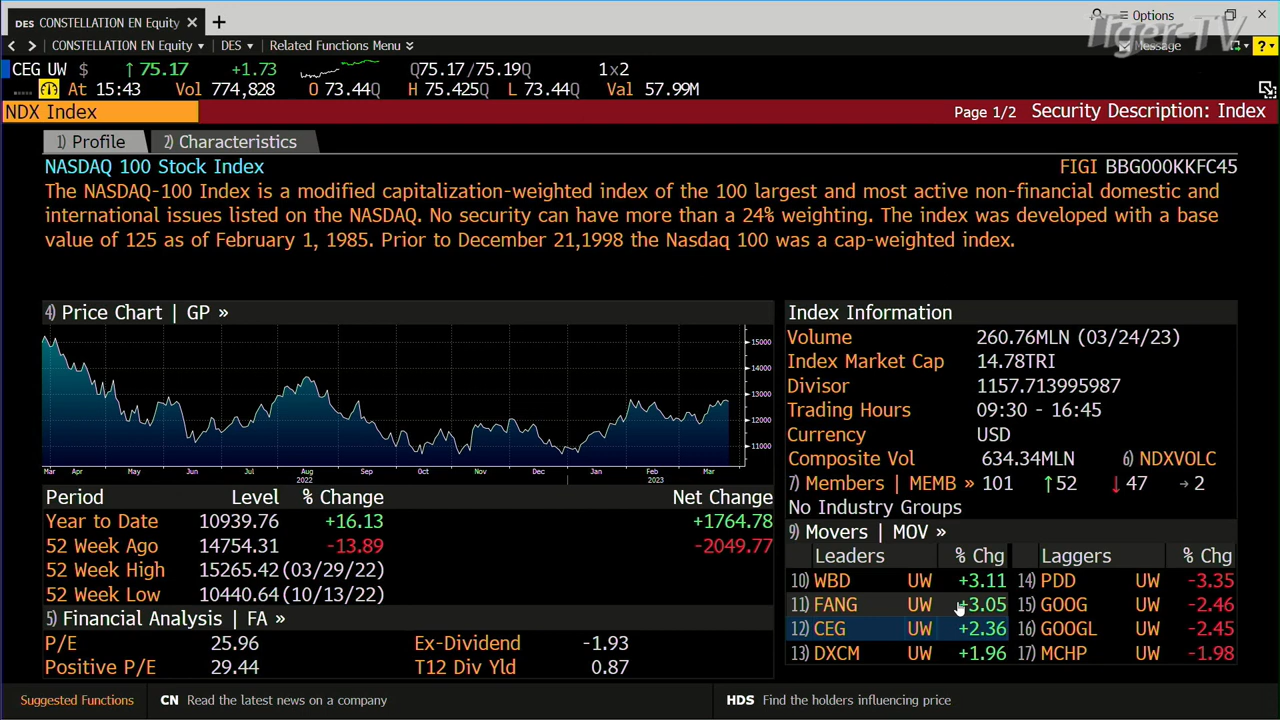 DES CONSTELLATION EN Equity × +
Options
Tiger-TV
< > CONSTELLATION EN Equity ▾ DES ▾ Related Functions Menu
Message
CEG UW $ ↑ 75.17 +1.73 Q75.17/75.19Q 1x2
At 15:43 Vol 774,828 O 73.44Q H 75.425Q L 73.44Q Val 57.99M
NDX Index Page 1/2 Security Description: Index
1) Profile 2) Characteristics
NASDAQ 100 Stock Index FIGI BBG000KKFC45
The NASDAQ-100 Index is a modified capitalization-weighted index of the 100 largest and most active non-financial domestic and
international issues listed on the NASDAQ. No security can have more than a 24% weighting. The index was developed with a base
value of 125 as of February 1, 1985. Prior to December 21,1998 the Nasdaq 100 was a cap-weighted index.
4) Price Chart | GP »
15000
14000
13000
12000
11000
Mar Apr May Jun Jul Aug Sep Oct Nov Dec Jan Feb Mar
2022 2023
Period Level % Change Net Change
Year to Date 10939.76 +16.13 +1764.78
52 Week Ago 14754.31 -13.89 -2049.77
52 Week High 15265.42 (03/29/22)
52 Week Low 10440.64 (10/13/22)
5) Financial Analysis | FA »
P/E 25.96 Ex-Dividend -1.93
Positive P/E 29.44 T12 Div Yld 0.87
Index Information
Volume 260.76MLN (03/24/23)
Index Market Cap 14.78TRI
Divisor 1157.713995987
Trading Hours 09:30 - 16:45
Currency USD
Composite Vol 634.34MLN 6) NDXVOLC
7) Members | MEMB » 101 ↑52 ↓47 →2
No Industry Groups
9) Movers | MOV »
Leaders % Chg Laggers % Chg
10) WBD UW +3.11 14) PDD UW -3.35
11) FANG UW +3.05 15) GOOG UW -2.46
12) CEG UW +2.36 16) GOOGL UW -2.45
13) DXCM UW +1.96 17) MCHP UW -1.98
Suggested Functions CN Read the latest news on a company HDS Find the holders influencing price